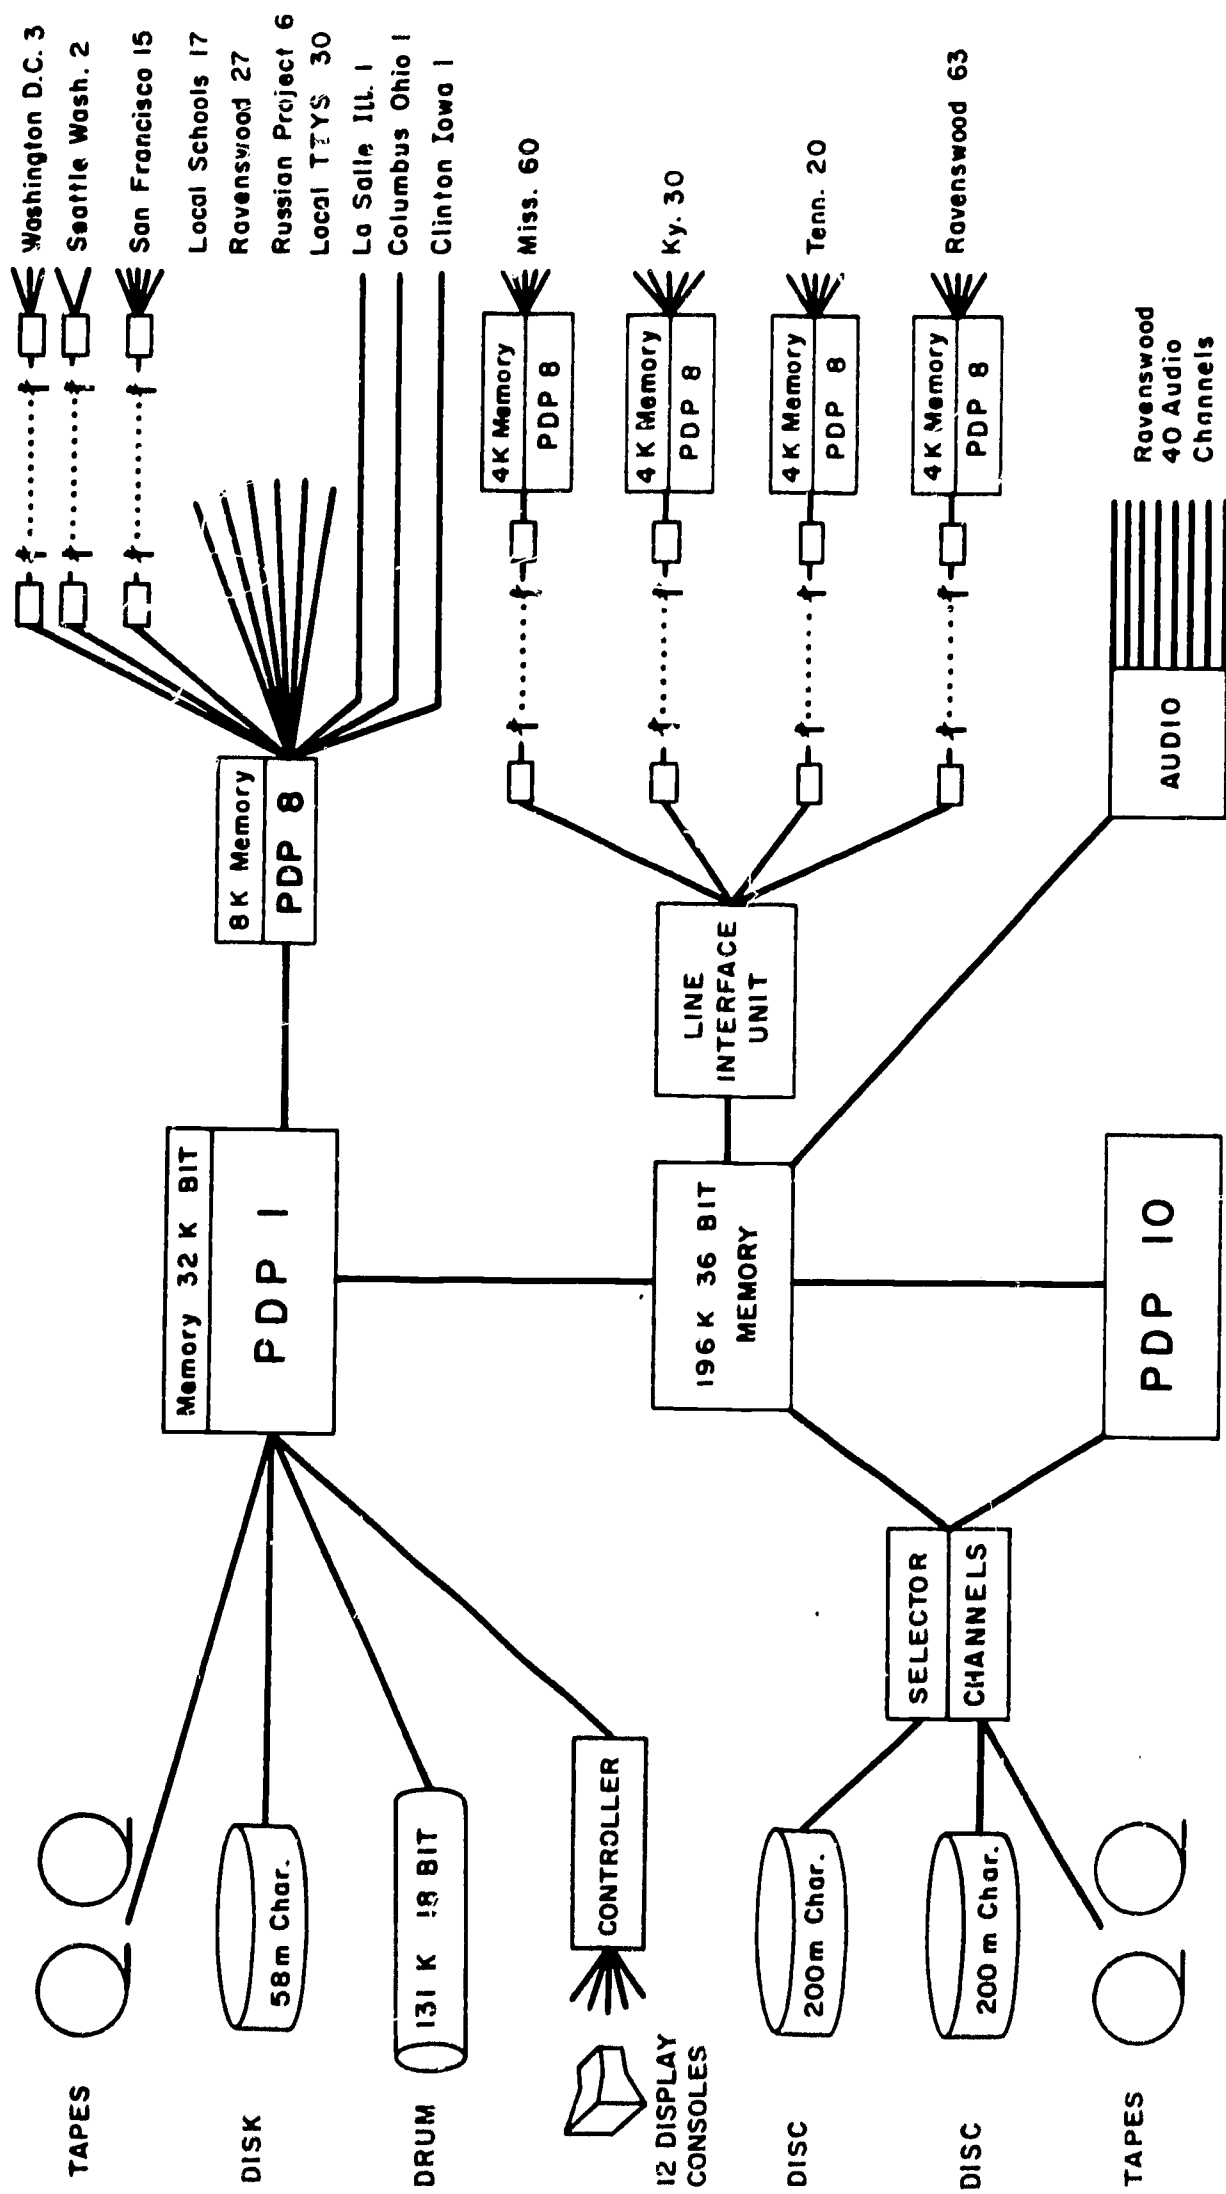 TAPES
DISK
58m Char.
DRUM
131 K 18 BIT
12 DISPLAY
CONSOLES
CONTROLLER
DISC
200m Char.
DISC
200 m Char.
TAPES
SELECTOR
CHANNELS
Memory 32 K BIT
PDP 1
196 K 36 BIT
MEMORY
PDP 10
8 K Memory
PDP 8
LINE
INTERFACE
UNIT
AUDIO
Washington D.C. 3
Seattle Wash. 2
San Francisco 15
Local Schools 17
Ravenswood 27
Russian Project 6
Local TTYS 30
La Salle Ill. 1
Columbus Ohio 1
Clinton Iowa 1
4K Memory
PDP 8
Miss. 60
4 K Memory
PDP 8
Ky. 30
4 K Memory
PDP 8
Tenn. 20
4 K Memory
PDP 8
Ravenswood 63
Ravenswood
40 Audio
Channels